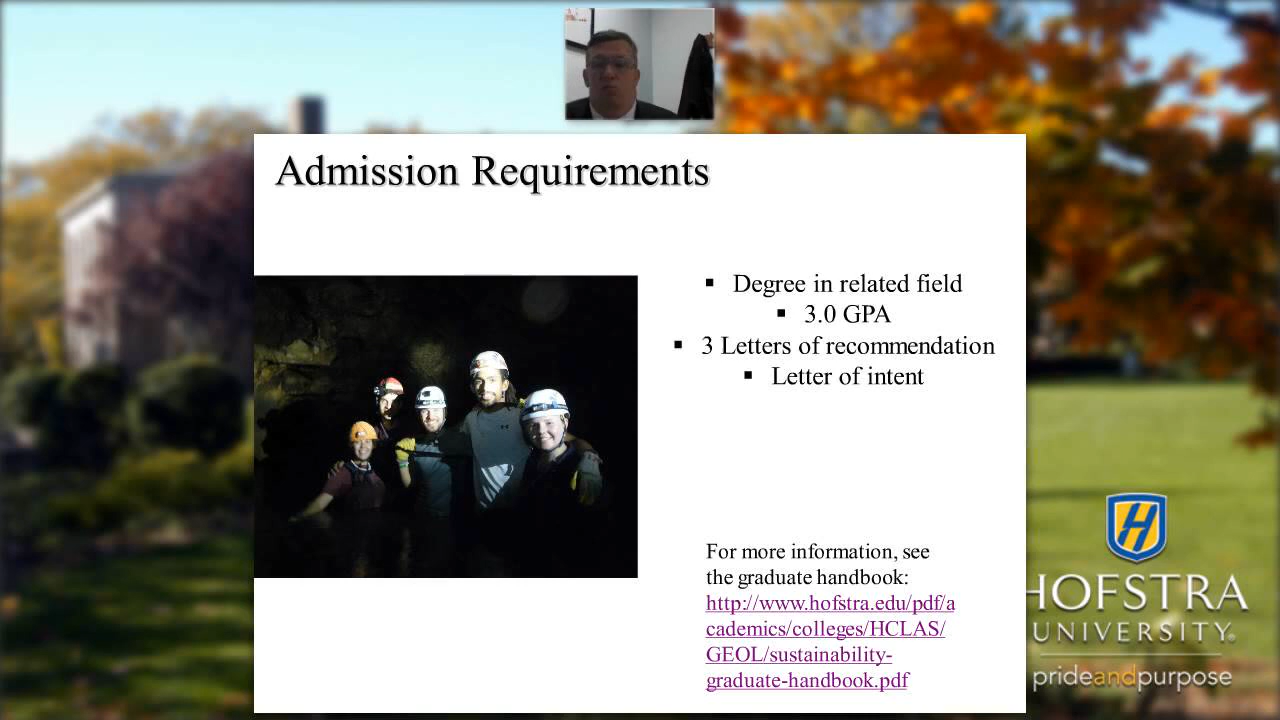 Admission Requirements
▪ Degree in related field
▪ 3.0 GPA
▪ 3 Letters of recommendation
▪ Letter of intent
For more information, see
the graduate handbook:
http://www.hofstra.edu/pdf/a
cademics/colleges/HCLAS/
GEOL/sustainability-
graduate-handbook.pdf
H
HOFSTRA
UNIVERSITY®
prideandpurpose